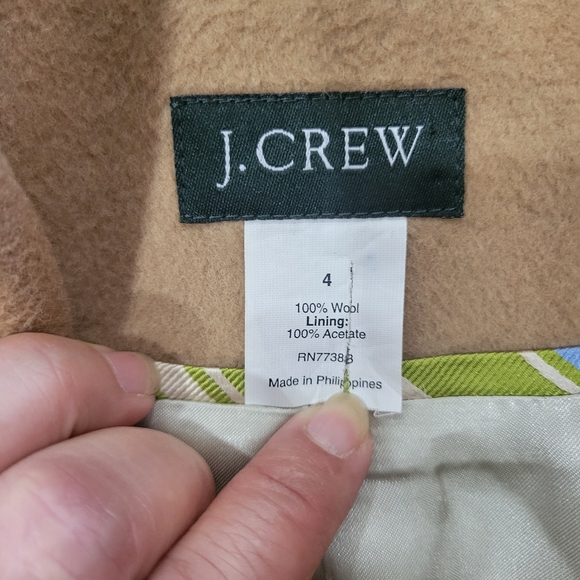 J.CREW
4
100% Wool
Lining:
100% Acetate
RN77388
Made in Philippines